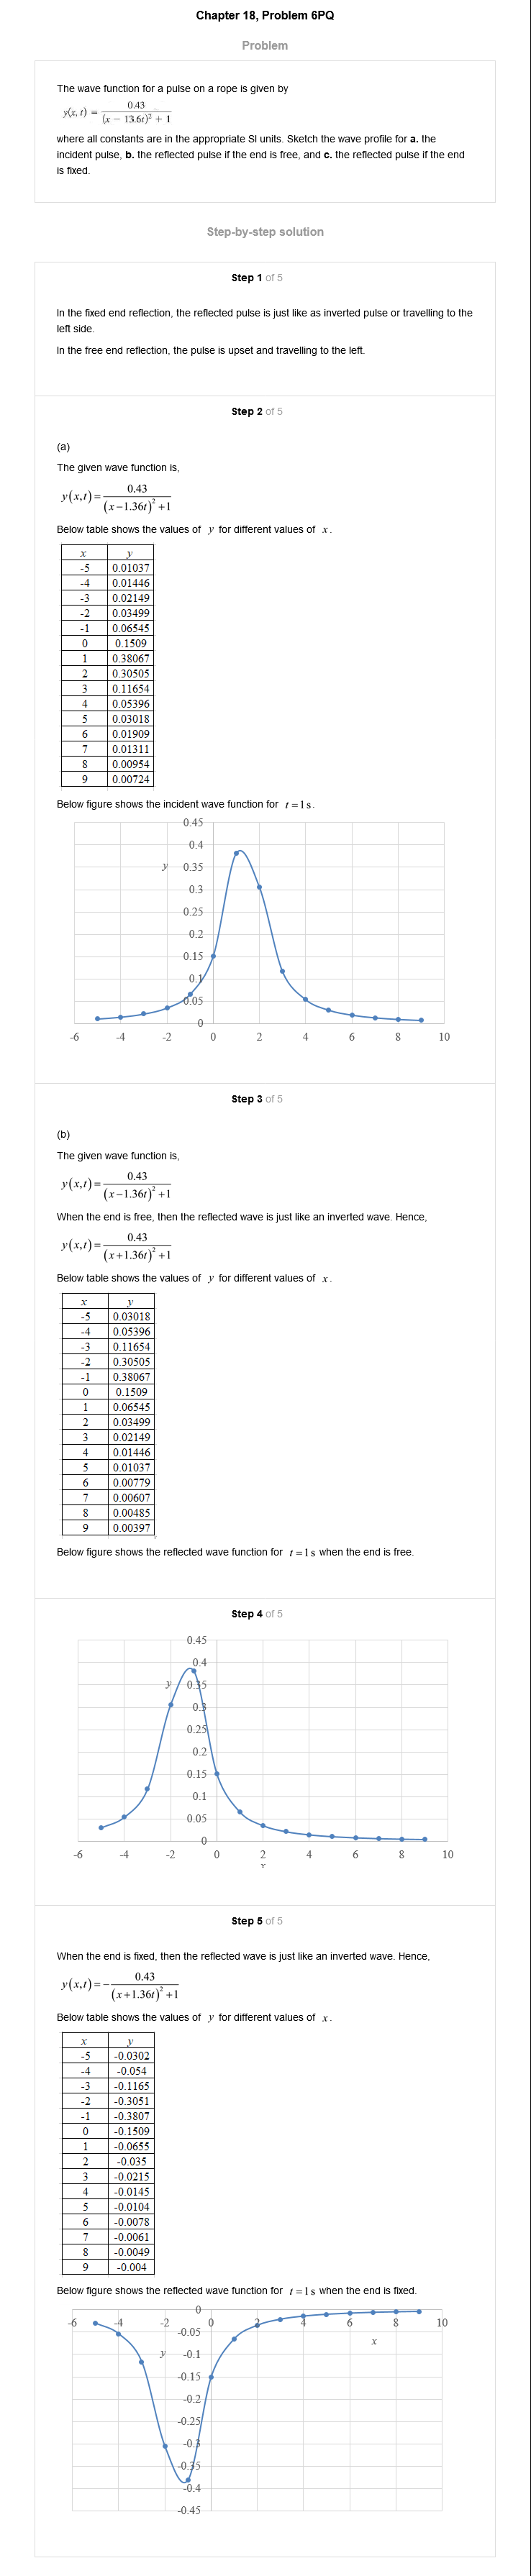 Chapter 18, Problem 6PQ
Problem
The wave function for a pulse on a rope is given by
y(x, t) = 0.43 / ((x − 13.6t)² + 1)
where all constants are in the appropriate SI units. Sketch the wave profile for a. the
incident pulse, b. the reflected pulse if the end is free, and c. the reflected pulse if the end
is fixed.
Step-by-step solution
Step 1 of 5
In the fixed end reflection, the reflected pulse is just like as inverted pulse or travelling to the
left side.
In the free end reflection, the pulse is upset and travelling to the left.
Step 2 of 5
(a)
The given wave function is,
y(x,t) = 0.43 / ((x−1.36t)² +1)
Below table shows the values of y for different values of x.
x y
-5 0.01037
-4 0.01446
-3 0.02149
-2 0.03499
-1 0.06545
0 0.1509
1 0.38067
2 0.30505
3 0.11654
4 0.05396
5 0.03018
6 0.01909
7 0.01311
8 0.00954
9 0.00724
Below figure shows the incident wave function for t = 1 s.
0.45
0.4
y 0.35
0.3
0.25
0.2
0.15
0.1
0.05
0
-6 -4 -2 0 2 4 6 8 10
Step 3 of 5
(b)
The given wave function is,
y(x,t) = 0.43 / ((x−1.36t)² +1)
When the end is free, then the reflected wave is just like an inverted wave. Hence,
y(x,t) = 0.43 / ((x+1.36t)² +1)
Below table shows the values of y for different values of x.
x y
-5 0.03018
-4 0.05396
-3 0.11654
-2 0.30505
-1 0.38067
0 0.1509
1 0.06545
2 0.03499
3 0.02149
4 0.01446
5 0.01037
6 0.00779
7 0.00607
8 0.00485
9 0.00397
Below figure shows the reflected wave function for t = 1 s when the end is free.
Step 4 of 5
0.45
0.4
y 0.35
0.3
0.25
0.2
0.15
0.1
0.05
0
-6 -4 -2 0 2 4 6 8 10
x
Step 5 of 5
When the end is fixed, then the reflected wave is just like an inverted wave. Hence,
y(x,t) = − 0.43 / ((x+1.36t)² +1)
Below table shows the values of y for different values of x.
x y
-5 -0.0302
-4 -0.054
-3 -0.1165
-2 -0.3051
-1 -0.3807
0 -0.1509
1 -0.0655
2 -0.035
3 -0.0215
4 -0.0145
5 -0.0104
6 -0.0078
7 -0.0061
8 -0.0049
9 -0.004
Below figure shows the reflected wave function for t = 1 s when the end is fixed.
0
-6 -4 -2 0 2 4 6 8 10
-0.05
x
y -0.1
-0.15
-0.2
-0.25
-0.3
-0.35
-0.4
-0.45